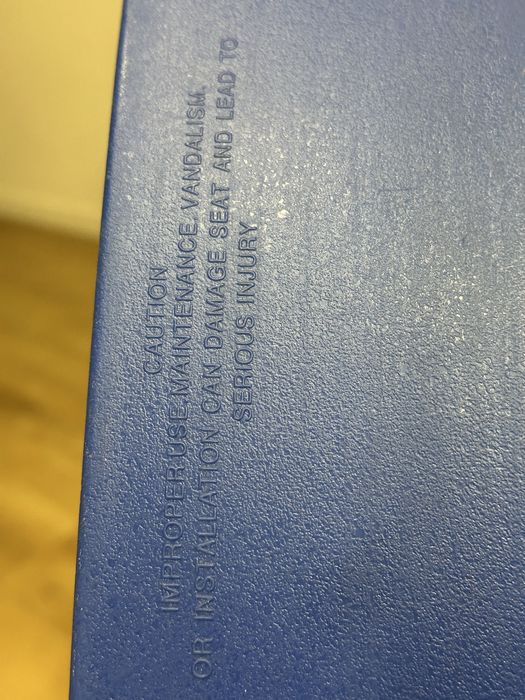 CAUTION
IMPROPER USE, MAINTENANCE, VANDALISM,
OR INSTALLATION CAN DAMAGE SEAT AND LEAD TO
SERIOUS INJURY